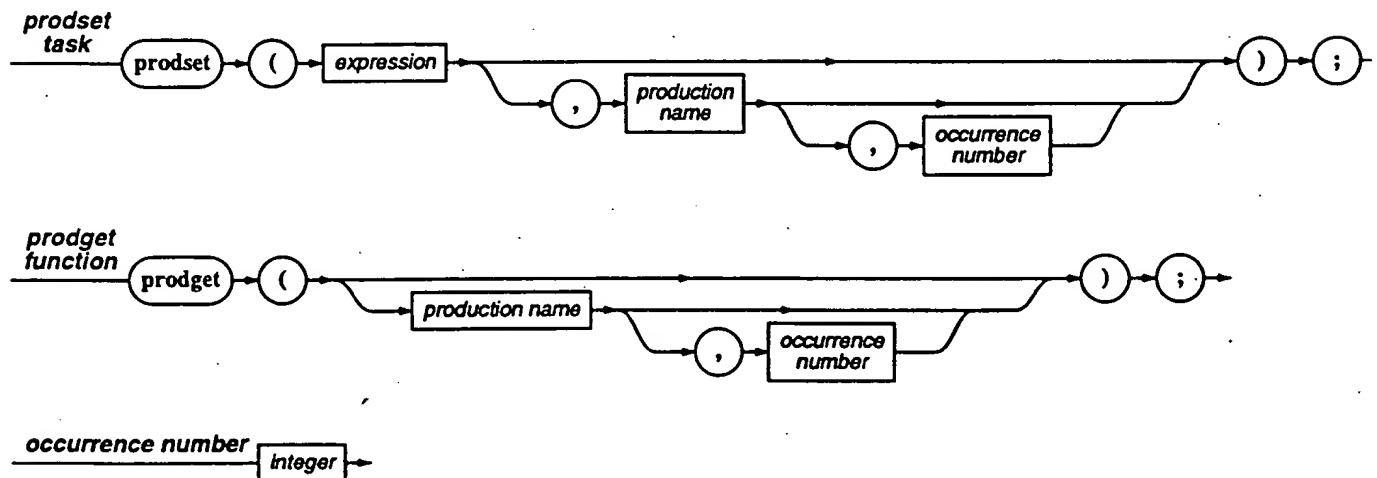 prodset
task
prodset ( expression ) ;
, production
name
, occurrence
number
prodget
function
prodget ( ) ;
production name
, occurrence
number
occurrence number
integer